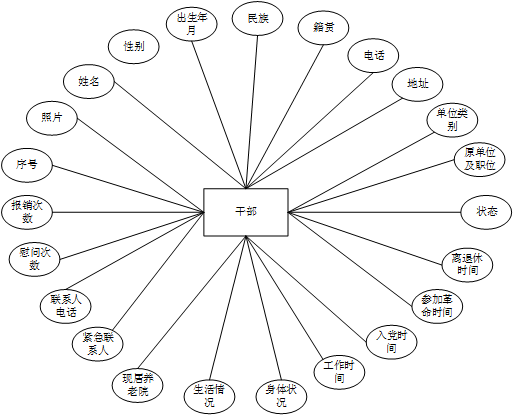 出生年
月
民族
籍贯
性别
电话
姓名
地址
照片
单位类
别
序号
原单位
及职位
报销次
数
干部
状态
慰问次
数
离退休
时间
联系人
电话
参加革
命时间
紧急联
系人
入党时
间
现居养
老院
生活情
况
身体状
况
工作时
间